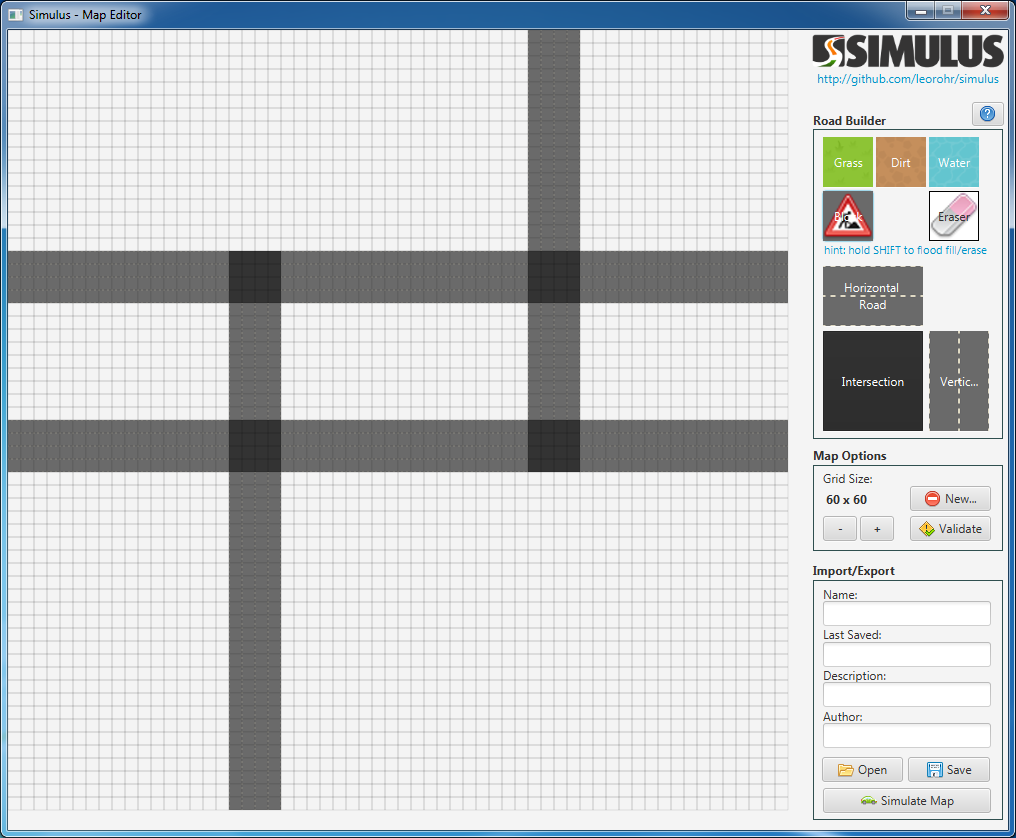 Simulus - Map Editor
SIMULUS
http://github.com/leorohr/simulus
Road Builder
Grass
Dirt
Water
Block
Eraser
hint: hold SHIFT to flood fill/erase
Horizontal
Road
Intersection
Vertic...
Map Options
Grid Size:
60 x 60
New...
-
+
Validate
Import/Export
Name:
Last Saved:
Description:
Author:
Open
Save
Simulate Map